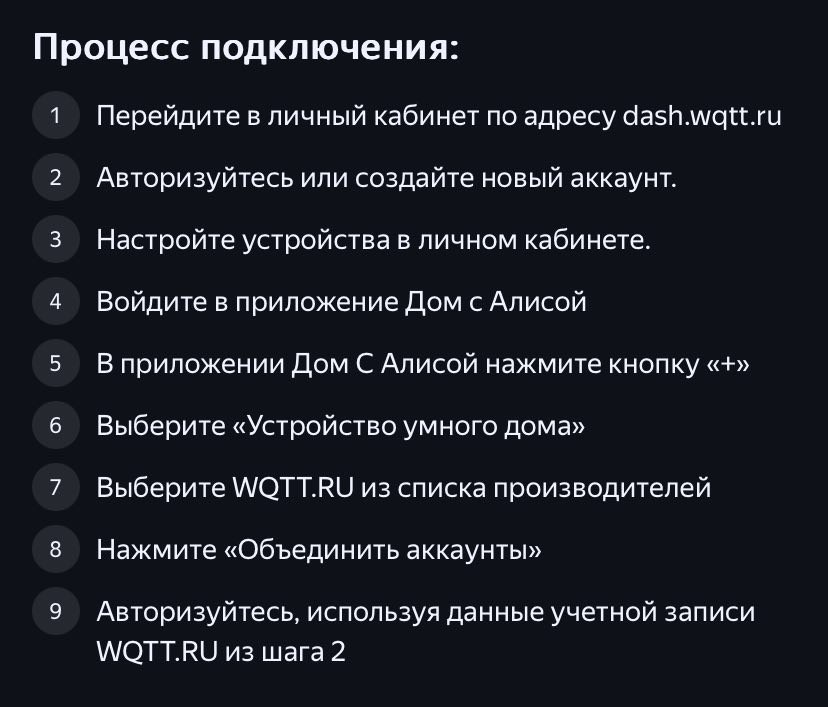 Процесс подключения:
1 Перейдите в личный кабинет по адресу dash.wqtt.ru
2 Авторизуйтесь или создайте новый аккаунт.
3 Настройте устройства в личном кабинете.
4 Войдите в приложение Дом с Алисой
5 В приложении Дом С Алисой нажмите кнопку «+»
6 Выберите «Устройство умного дома»
7 Выберите WQTT.RU из списка производителей
8 Нажмите «Объединить аккаунты»
9 Авторизуйтесь, используя данные учетной записи
WQTT.RU из шага 2